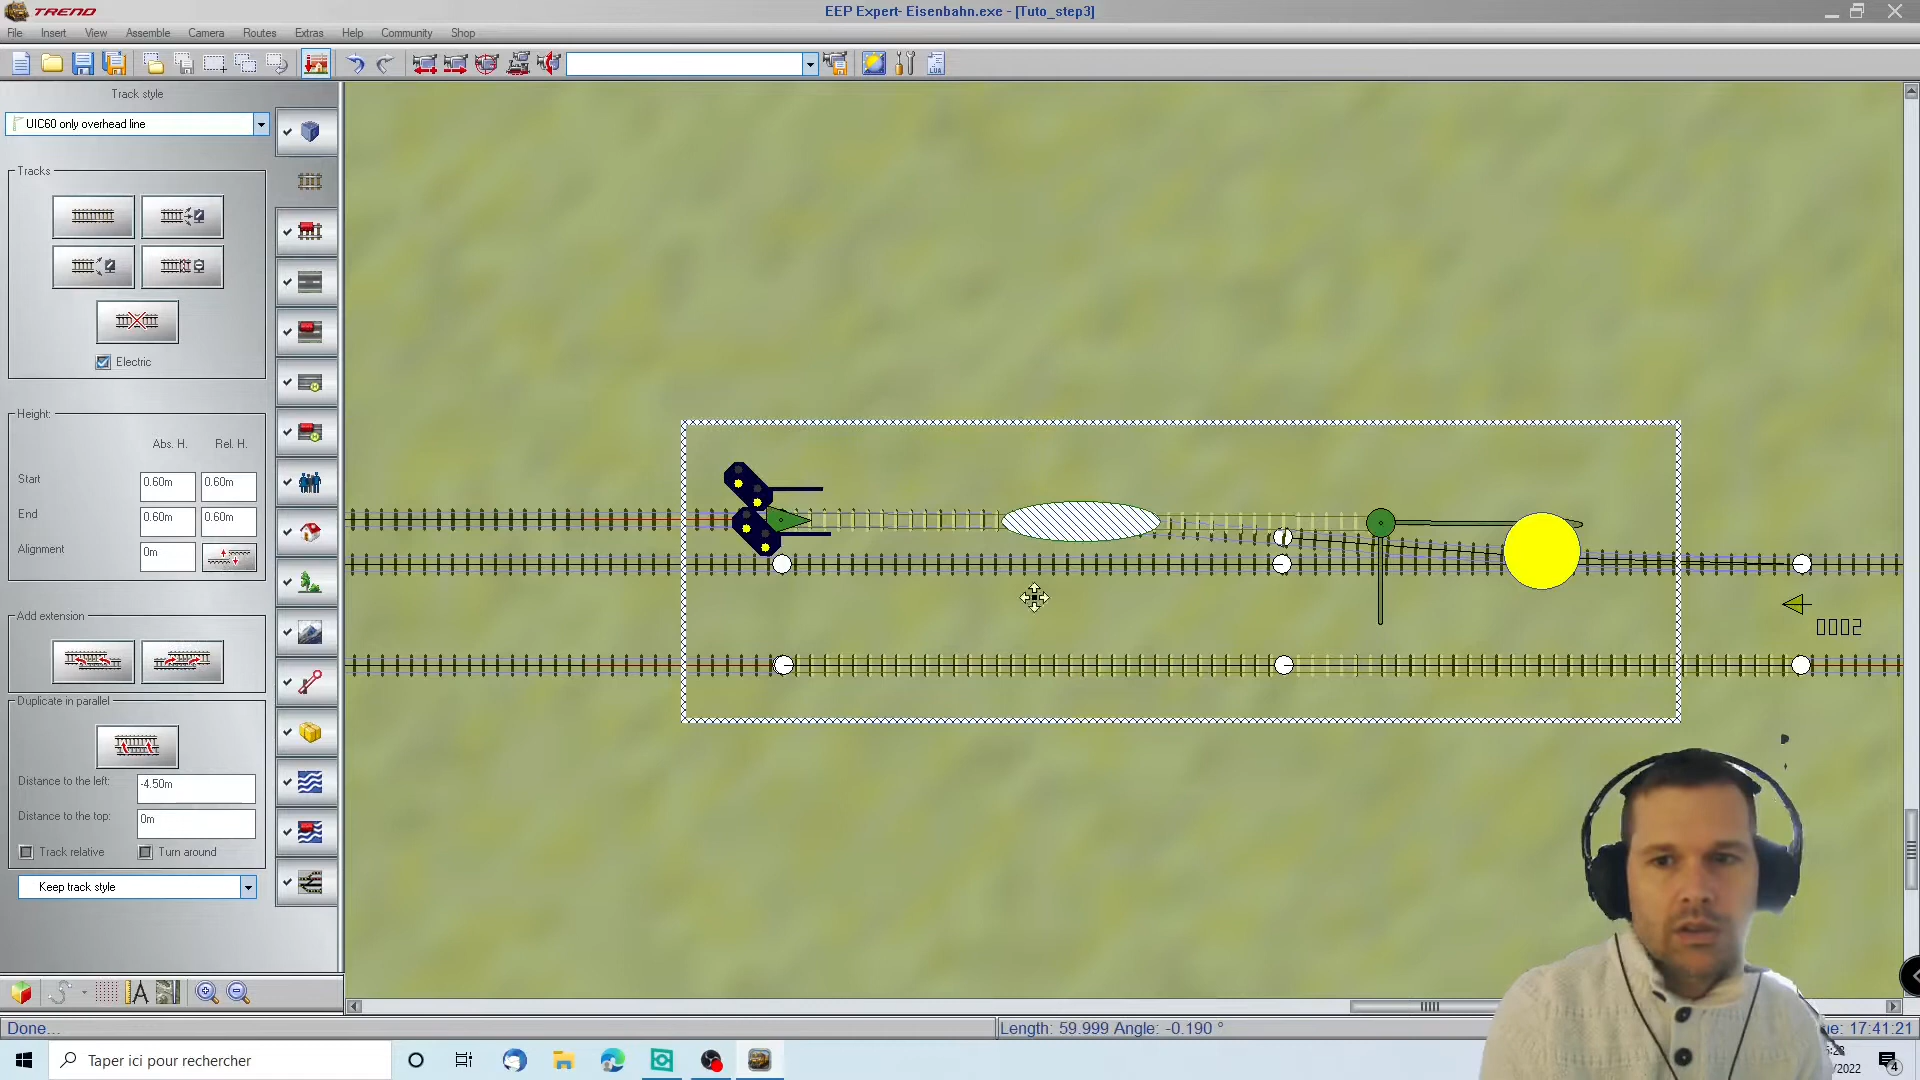 TREND
EEP Expert- Eisenbahn.exe - [Tuto_step3]
File Insert View Assemble Camera Routes Extras Help Community Shop
Track style
UIC60 only overhead line
Tracks
Electric
Height:
Abs. H. Rel. H.
Start 0.60m 0.60m
End 0.60m 0.60m
Alignment 0m
Add extension
Duplicate in parallel
Distance to the left: -4.50m
Distance to the top: 0m
Track relative Turn around
Keep track style
LUA
0002
Done... Length: 59.999 Angle: -0.190 ° 17:41:21
Taper ici pour rechercher
/2022
4